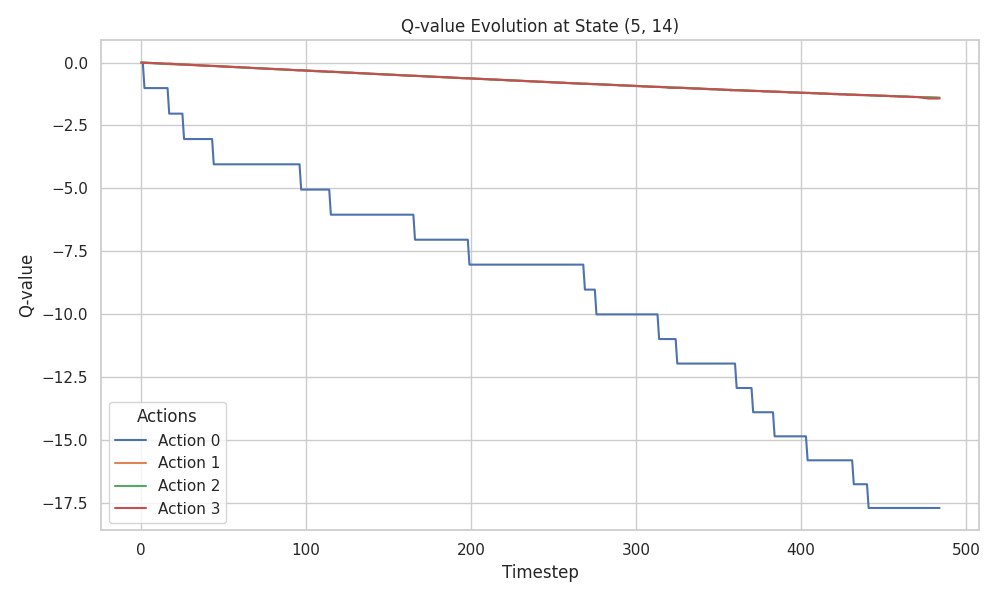 Q-value Evolution at State (5, 14)
0.0
−2.5
−5.0
−7.5
−10.0
−12.5
−15.0
−17.5
Q-value
Actions
Action 0
Action 1
Action 2
Action 3
0 100 200 300 400 500
Timestep